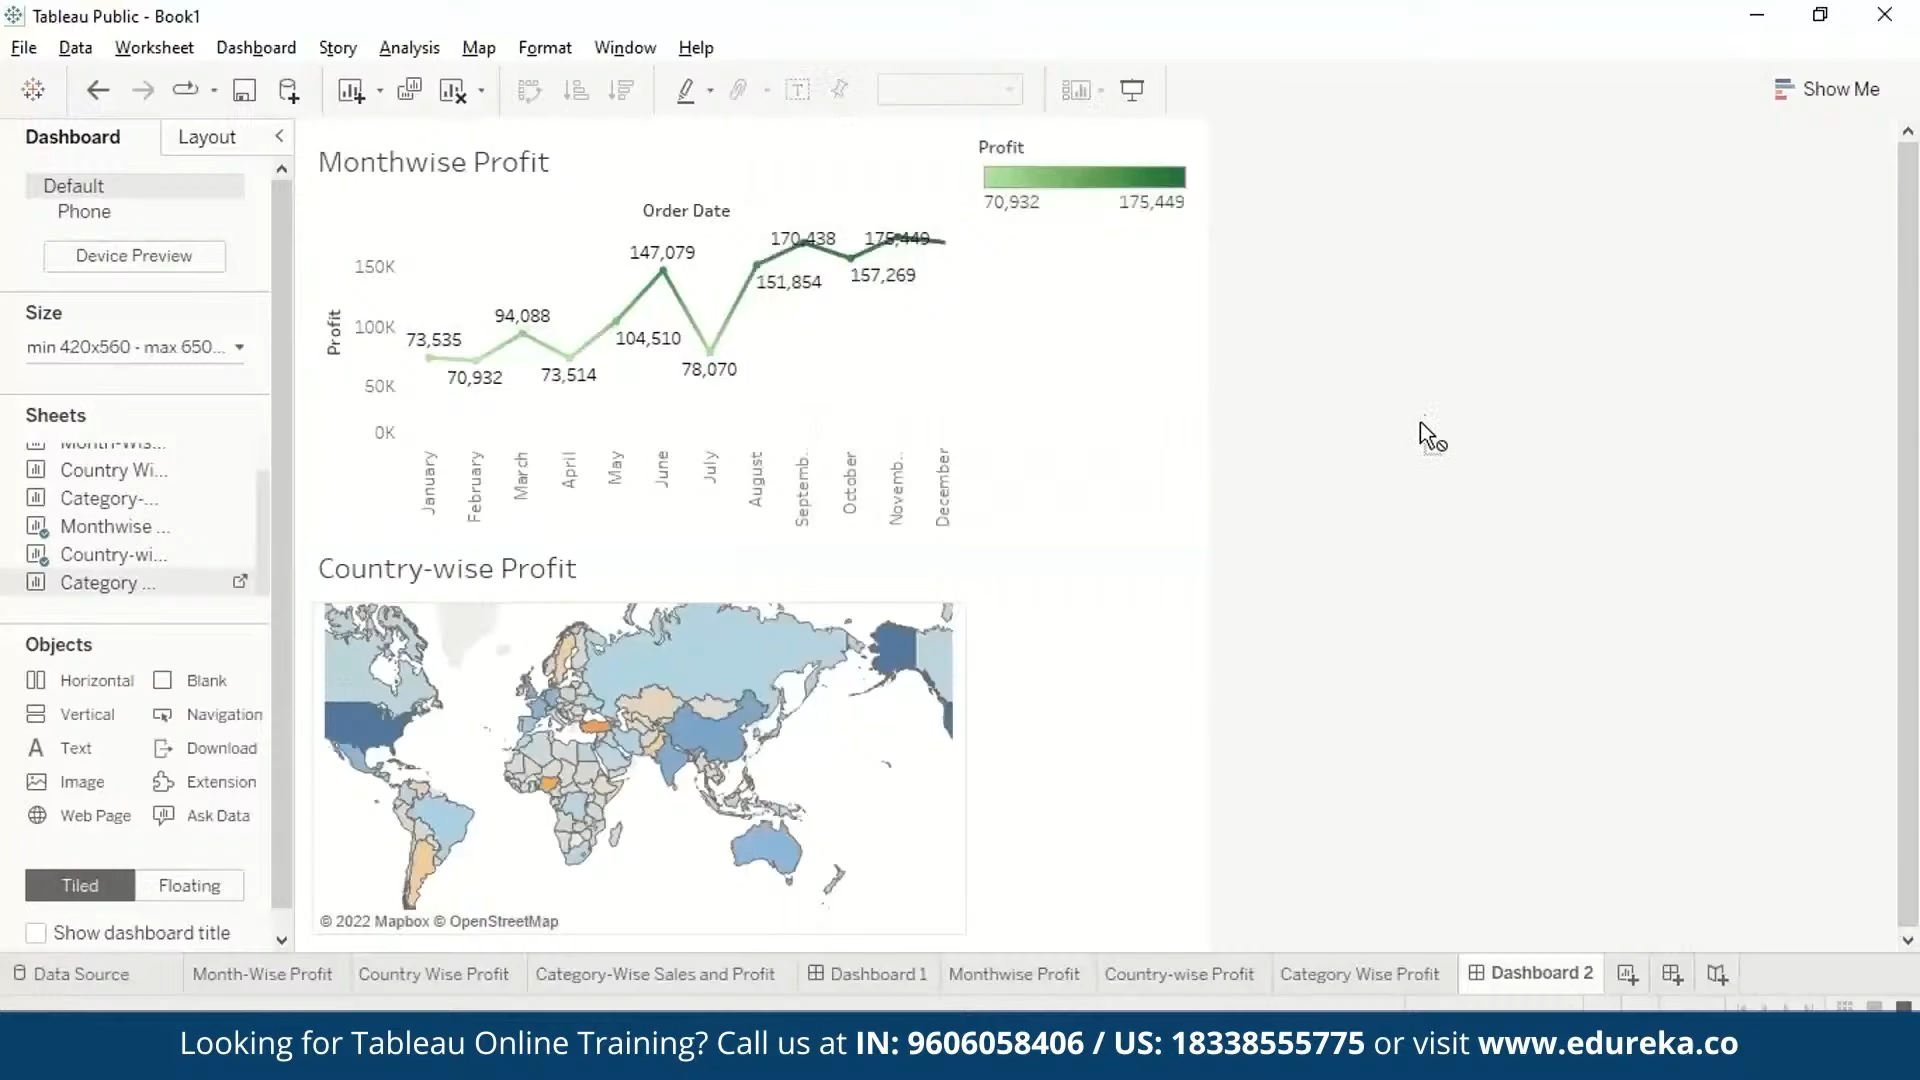 Tableau Public - Book1
File Data Worksheet Dashboard Story Analysis Map Format Window Help
Show Me
Dashboard Layout
Default
Phone
Device Preview
Size
min 420x560 - max 650...
Sheets
Month-Wis...
Country Wi...
Category-...
Monthwise ...
Country-wi...
Category ...
Objects
Horizontal Blank
Vertical Navigation
Text Download
Image Extension
Web Page Ask Data
Tiled Floating
Show dashboard title
Monthwise Profit
Order Date
Profit
150K
100K
50K
0K
73,535
70,932
94,088
73,514
104,510
147,079
78,070
151,854
170,438
157,269
175,449
January
February
March
April
May
June
July
August
Septemb..
October
Novemb..
December
Profit
70,932 175,449
Country-wise Profit
© 2022 Mapbox © OpenStreetMap
Data Source Month-Wise Profit Country Wise Profit Category-Wise Sales and Profit Dashboard 1 Monthwise Profit Country-wise Profit Category Wise Profit Dashboard 2
Looking for Tableau Online Training? Call us at IN: 9606058406 / US: 18338555775 or visit www.edureka.co